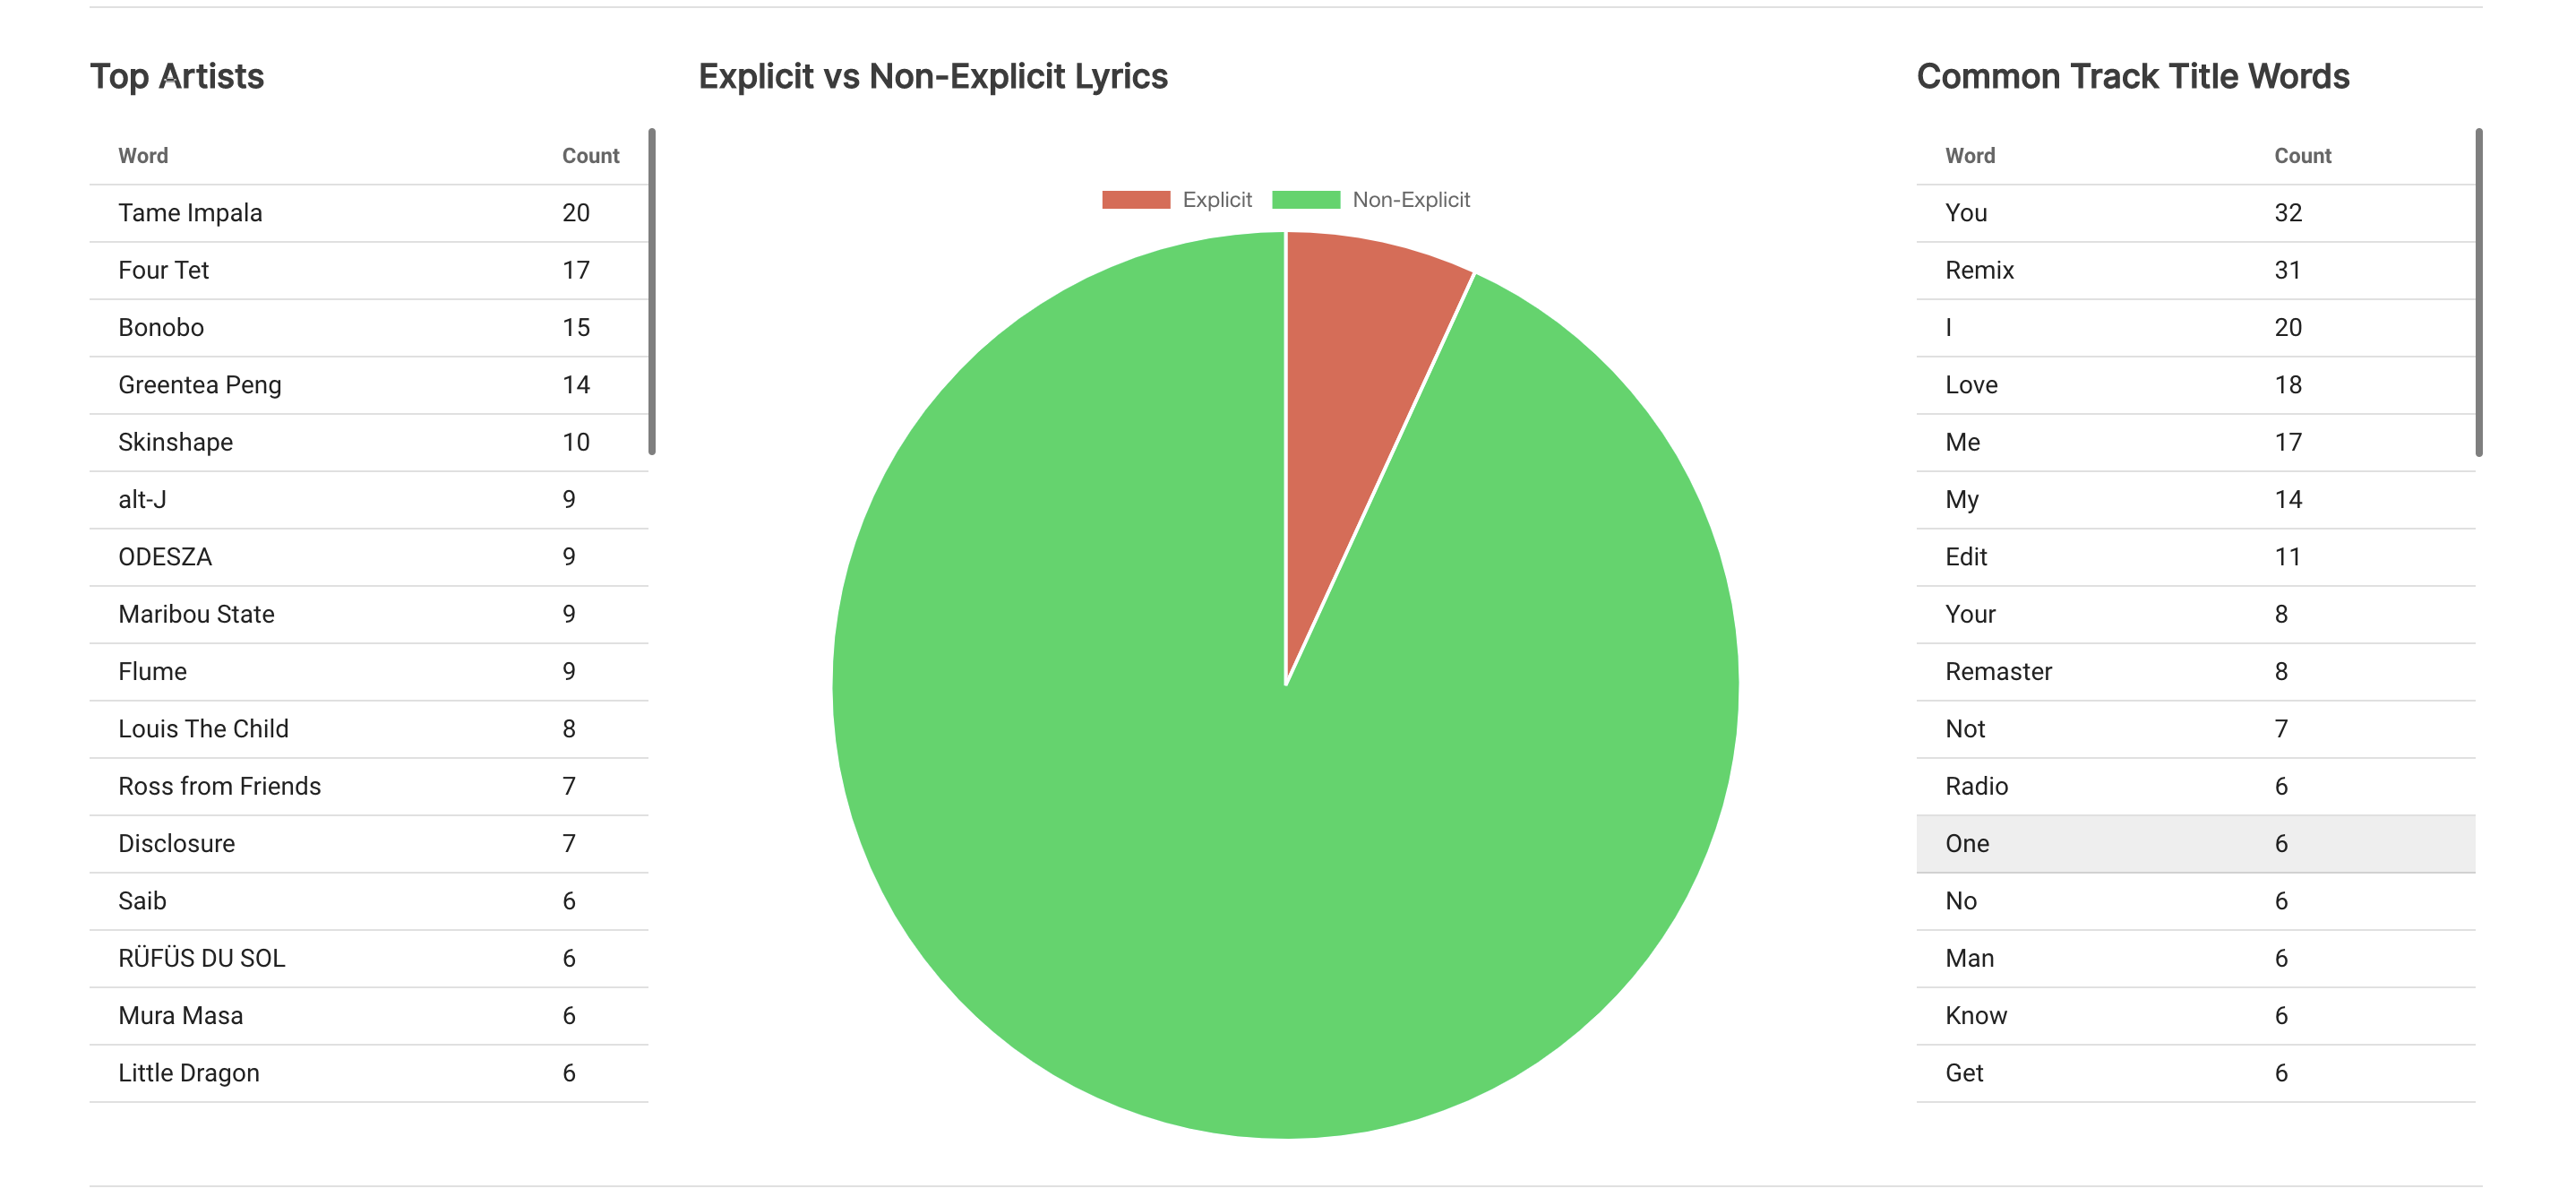 Top Artists
Word Count
Tame Impala 20
Four Tet 17
Bonobo 15
Greentea Peng 14
Skinshape 10
alt-J 9
ODESZA 9
Maribou State 9
Flume 9
Louis The Child 8
Ross from Friends 7
Disclosure 7
Saib 6
RÜFÜS DU SOL 6
Mura Masa 6
Little Dragon 6
Explicit vs Non-Explicit Lyrics
Explicit Non-Explicit
Common Track Title Words
Word Count
You 32
Remix 31
I 20
Love 18
Me 17
My 14
Edit 11
Your 8
Remaster 8
Not 7
Radio 6
One 6
No 6
Man 6
Know 6
Get 6